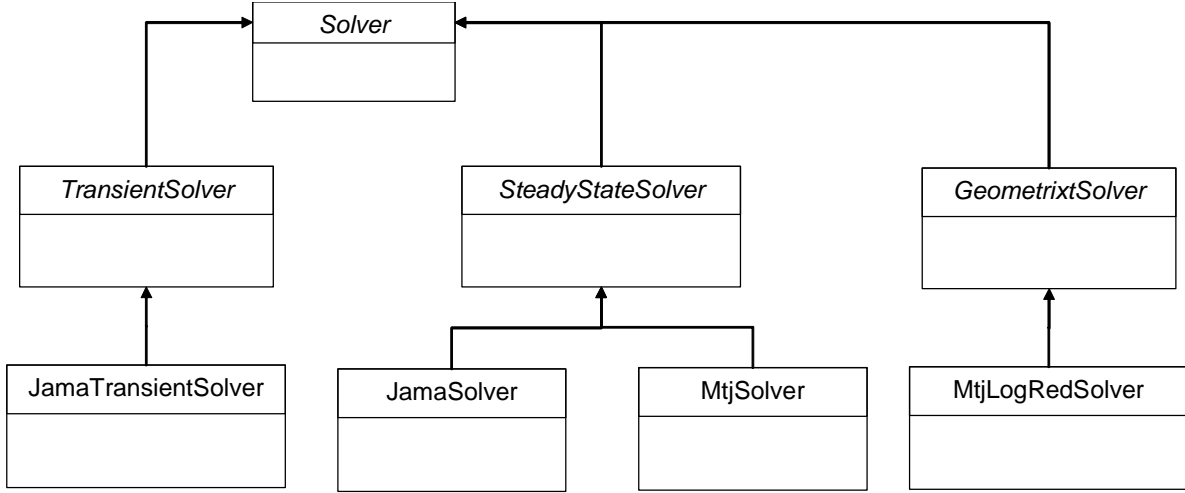 Solver
TransientSolver
SteadyStateSolver
GeometrixtSolver
JamaTransientSolver
JamaSolver
MtjSolver
MtjLogRedSolver